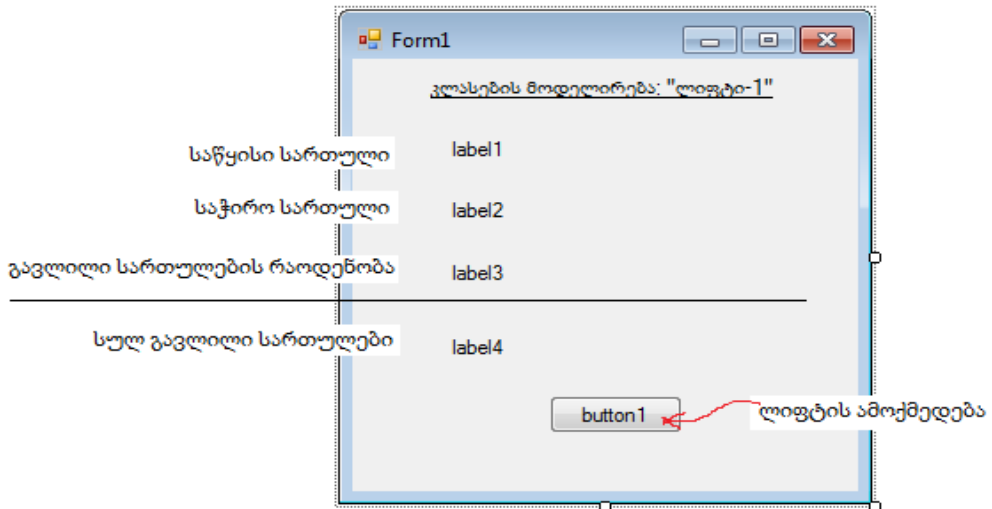 Form1
კლასების მოდელირება: "ლიფტი-1"
საწყისი სართული label1
საჭირო სართული label2
გავლილი სართულების რაოდენობა label3
სულ გავლილი სართულები label4
button1 ლიფტის ამოქმედება